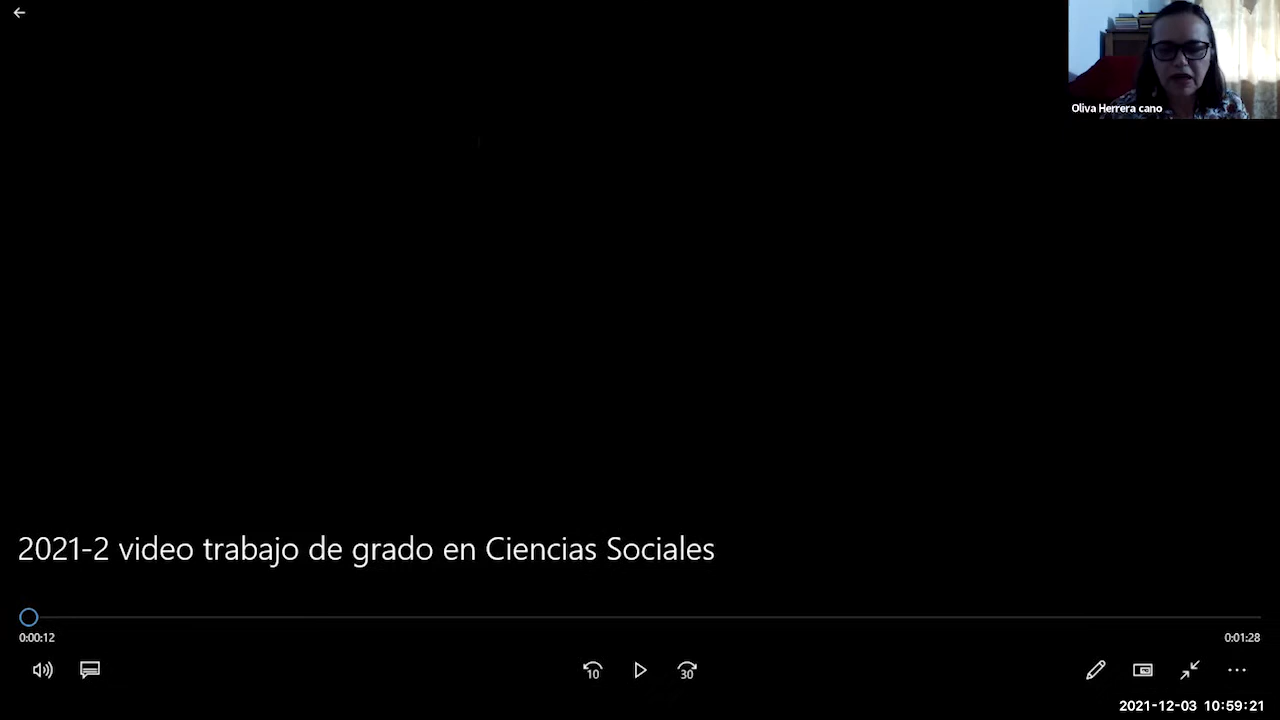 Oliva Herrera cano
2021-2 video trabajo de grado en Ciencias Sociales
0:00:12
0:01:28
10
30
2021-12-03 10:59:21